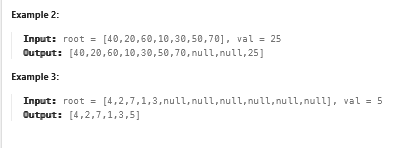 Example 2:
Input: root = [40,20,60,10,30,50,70], val = 25
Output: [40,20,60,10,30,50,70,null,null,25]
Example 3:
Input: root = [4,2,7,1,3,null,null,null,null,null,null], val = 5
Output: [4,2,7,1,3,5]